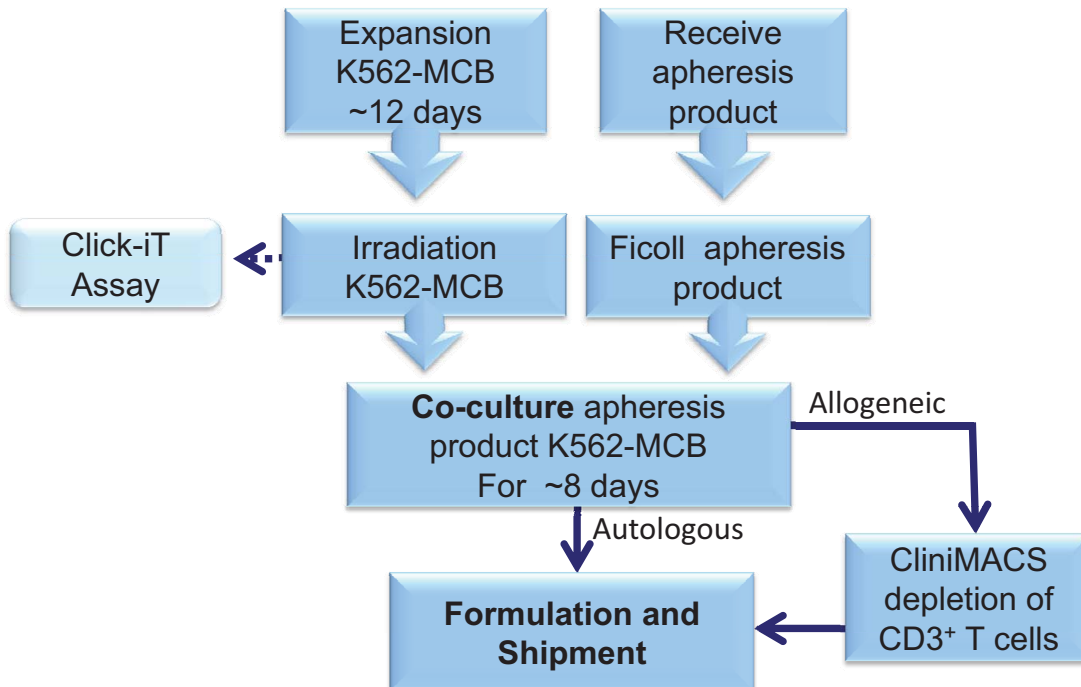 Expansion
K562-MCB
~12 days
Receive
apheresis
product
Click-iT
Assay
Irradiation
K562-MCB
Ficoll apheresis
product
Co-culture apheresis
product K562-MCB
For ~8 days
Allogeneic
Autologous
CliniMACS
depletion of
CD3⁺ T cells
Formulation and
Shipment